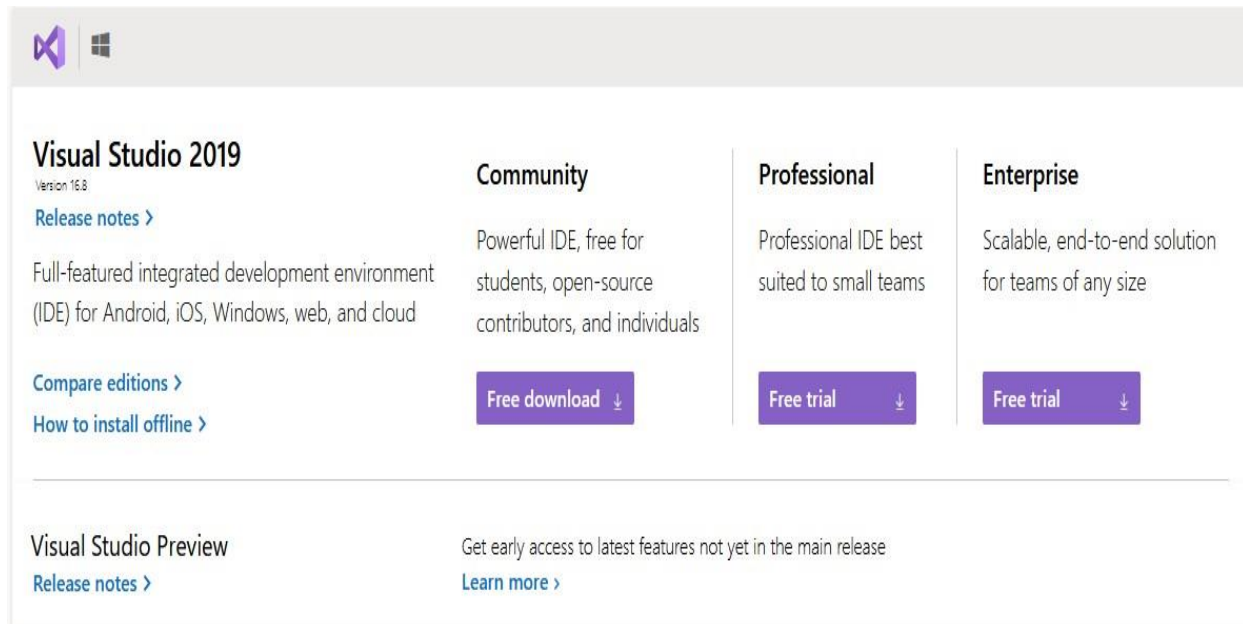 Visual Studio 2019
Version 16.8
Release notes >
Full-featured integrated development environment
(IDE) for Android, iOS, Windows, web, and cloud
Compare editions >
How to install offline >
Community
Powerful IDE, free for
students, open-source
contributors, and individuals
Free download
Professional
Professional IDE best
suited to small teams
Free trial
Enterprise
Scalable, end-to-end solution
for teams of any size
Free trial
Visual Studio Preview
Release notes >
Get early access to latest features not yet in the main release
Learn more >